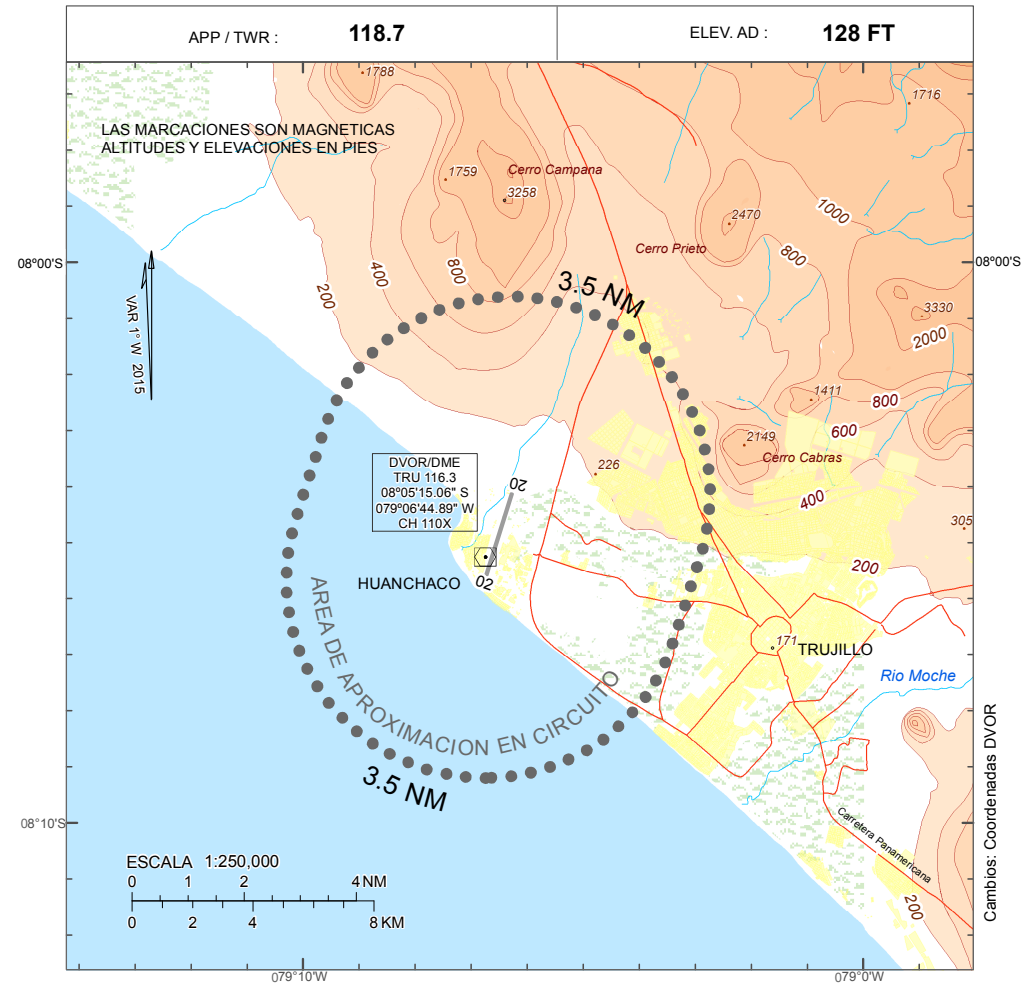 APP / TWR : 118.7
ELEV. AD : 128 FT
LAS MARCACIONES SON MAGNETICAS
ALTITUDES Y ELEVACIONES EN PIES
1788
1716
Cerro Campana
1759
3258
2470
1000
Cerro Prieto
800
08°00'S
08°00'S
200
400
800
3.5 NM
3330
2000
VAR 1° W 2015
1411
800
600
2149
Cerro Cabras
226
400
305
DVOR/DME
TRU 116.3
08°05'15.06" S
079°06'44.89" W
CH 110X
20
02
HUANCHACO
200
AREA DE APROXIMACION EN CIRCUITO
171
TRUJILLO
Rio Moche
3.5 NM
08°10'S
Carretera Panamericana
200
Cambios: Coordenadas DVOR
ESCALA 1:250,000
0 1 2 4 NM
0 2 4 8 KM
079°10'W
079°0'W